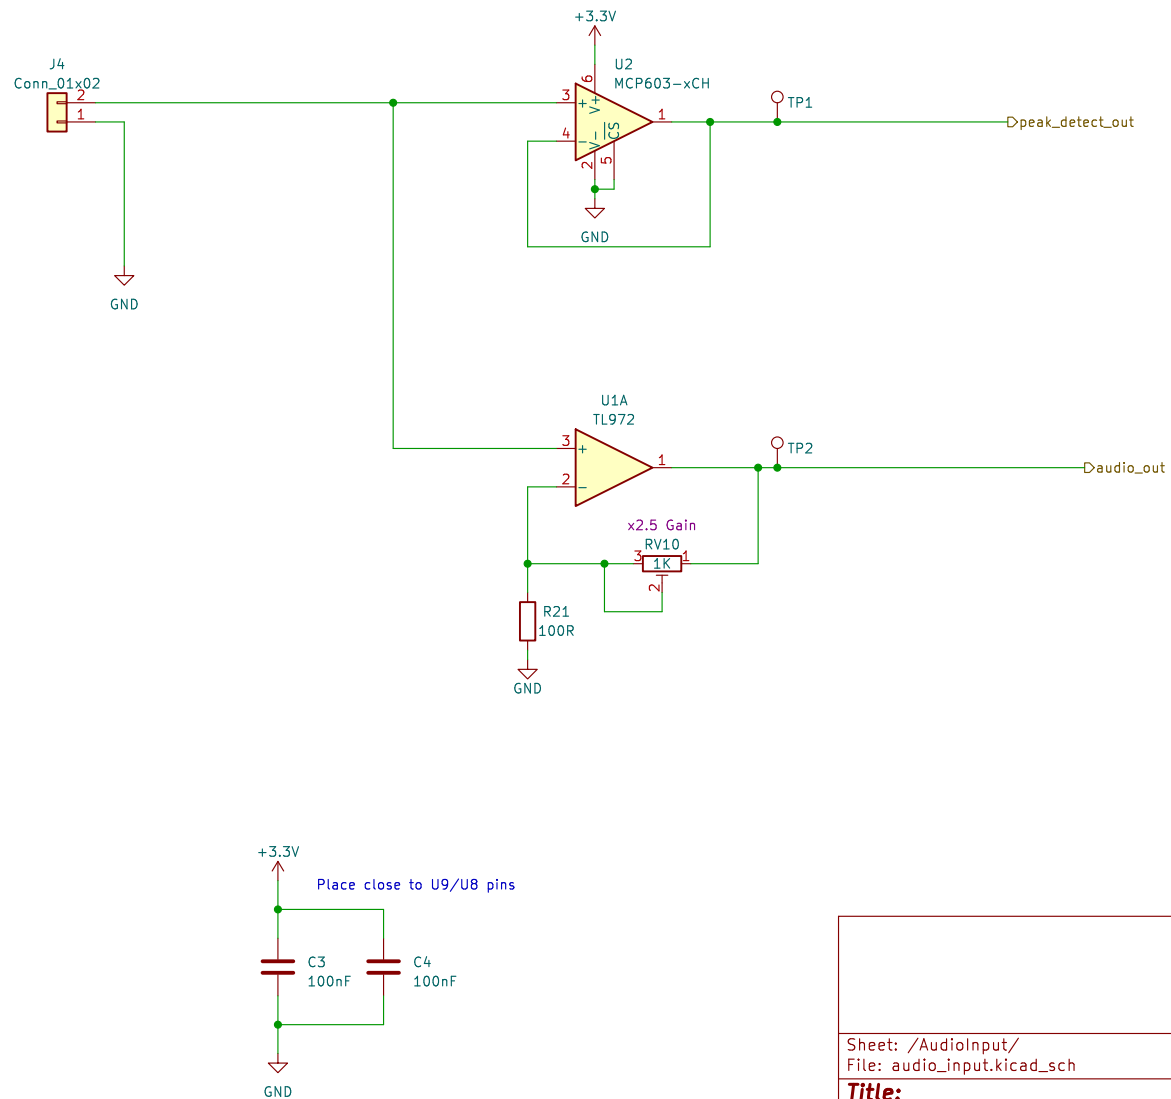 +3.3V
J4
Conn_01x02
2
1
GND
U2
MCP603-xCH
6
3
+
V+
4
-
V-
CS
2
5
1
GND
TP1
peak_detect_out
U1A
TL972
3
+
2
-
1
TP2
audio_out
x2.5 Gain
RV10
3
1K
1
2
R21
100R
GND
+3.3V
Place close to U9/U8 pins
C3
100nF
C4
100nF
GND
Sheet: /AudioInput/
File: audio_input.kicad_sch
Title: